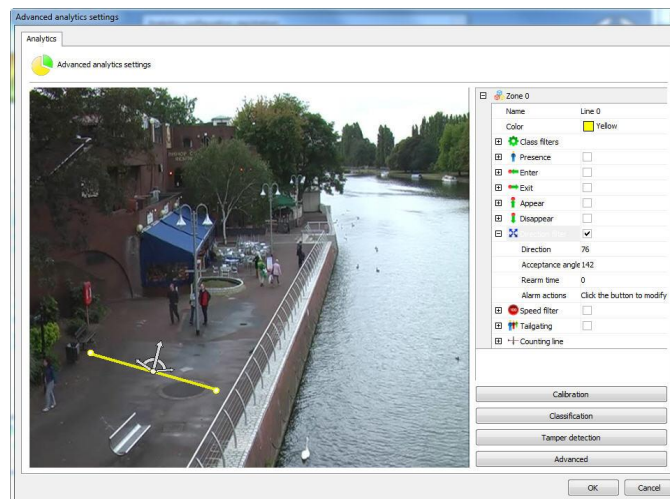 Advanced analytics settings
Analytics
Advanced analytics settings
Zone 0
Name Line 0
Color Yellow
Class filters
Presence
Enter
Exit
Appear
Disappear
Direction filter
Direction 76
Acceptance angle 142
Rearm time 0
Alarm actions Click the button to modify
Speed filter
Tailgating
Counting line
Calibration
Classification
Tamper detection
Advanced
OK Cancel